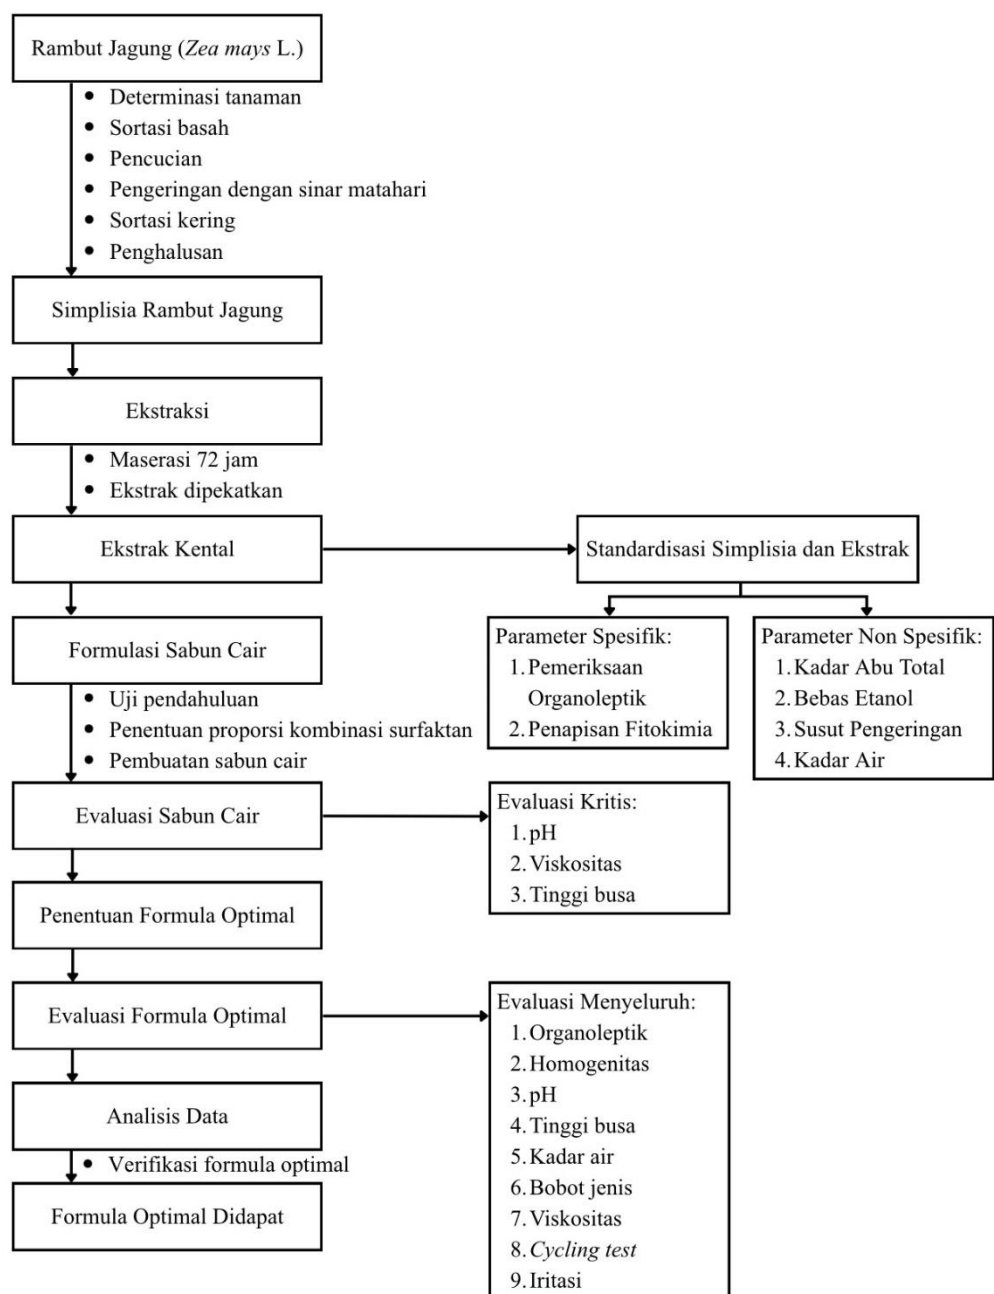 Rambut Jagung (Zea mays L.)
• Determinasi tanaman
• Sortasi basah
• Pencucian
• Pengeringan dengan sinar matahari
• Sortasi kering
• Penghalusan
Simplisia Rambut Jagung
Ekstraksi
• Maserasi 72 jam
• Ekstrak dipekatkan
Ekstrak Kental
Standardisasi Simplisia dan Ekstrak
Parameter Spesifik:
1. Pemeriksaan
Organoleptik
2. Penapisan Fitokimia
Parameter Non Spesifik:
1. Kadar Abu Total
2. Bebas Etanol
3. Susut Pengeringan
4. Kadar Air
Formulasi Sabun Cair
• Uji pendahuluan
• Penentuan proporsi kombinasi surfaktan
• Pembuatan sabun cair
Evaluasi Sabun Cair
Evaluasi Kritis:
1. pH
2. Viskositas
3. Tinggi busa
Penentuan Formula Optimal
Evaluasi Formula Optimal
Evaluasi Menyeluruh:
1. Organoleptik
2. Homogenitas
3. pH
4. Tinggi busa
5. Kadar air
6. Bobot jenis
7. Viskositas
8. Cycling test
9. Iritasi
Analisis Data
• Verifikasi formula optimal
Formula Optimal Didapat